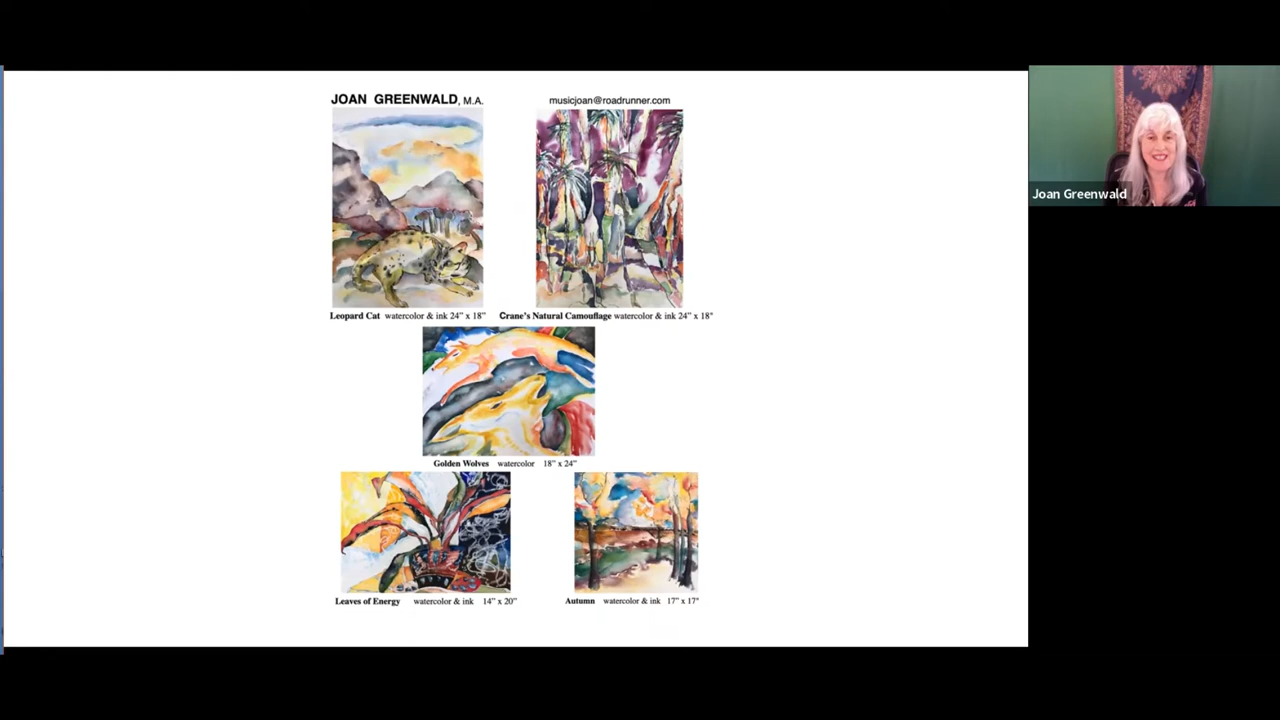 JOAN GREENWALD, M.A. musicjoan@roadrunner.com
Joan Greenwald
Leopard Cat watercolor & ink 24” x 18” Crane's Natural Camouflage watercolor & ink 24” x 18"
Golden Wolves watercolor 18” x 24”
Leaves of Energy watercolor & ink 14” x 20” Autumn watercolor & ink 17” x 17"